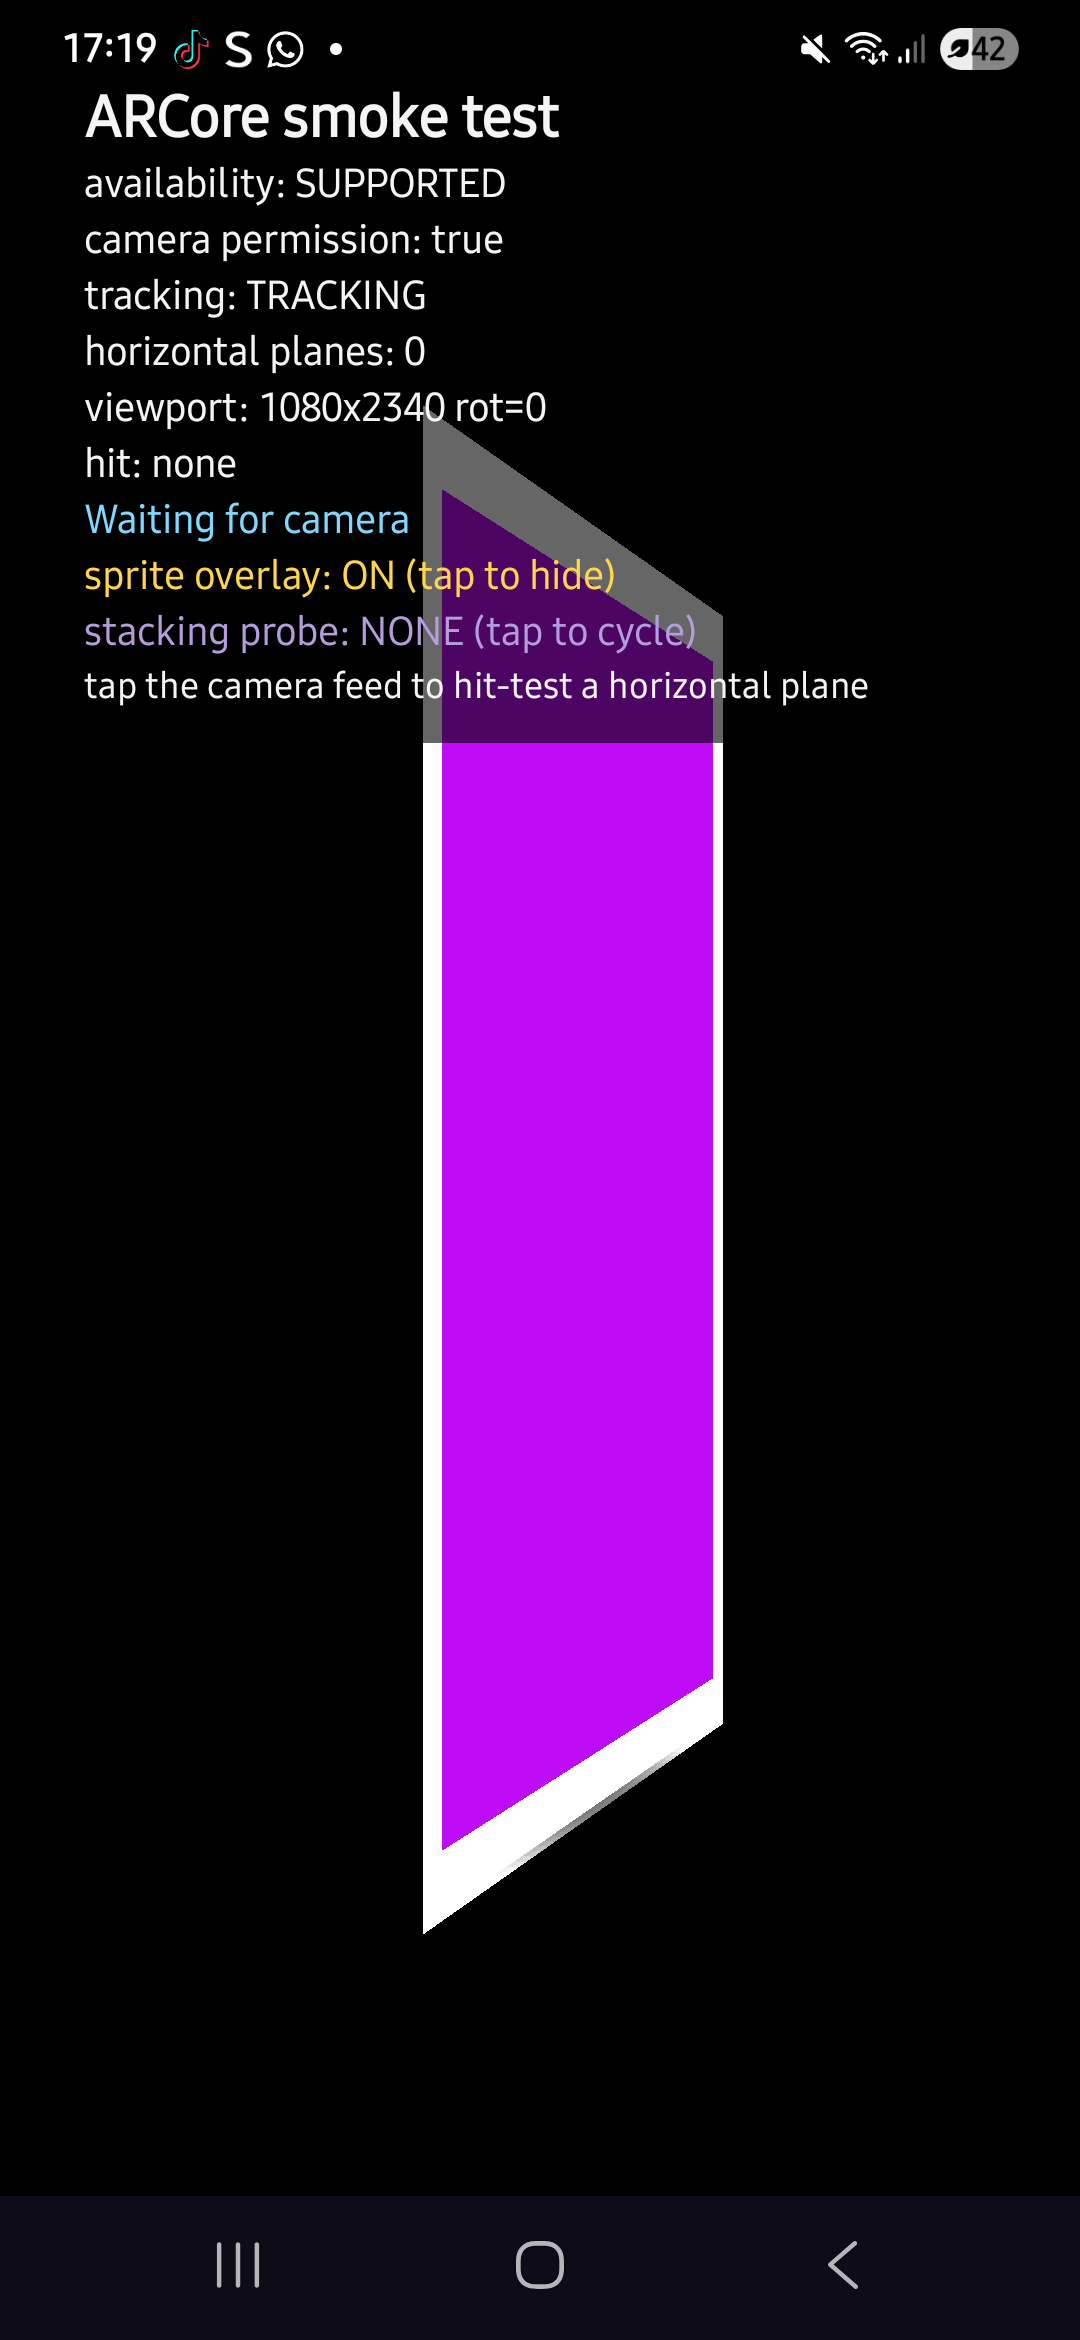 17:19 S 42
ARCore smoke test
availability: SUPPORTED
camera permission: true
tracking: TRACKING
horizontal planes: 0
viewport: 1080x2340 rot=0
hit: none
Waiting for camera
sprite overlay: ON (tap to hide)
stacking probe: NONE (tap to cycle)
tap the camera feed to hit-test a horizontal plane